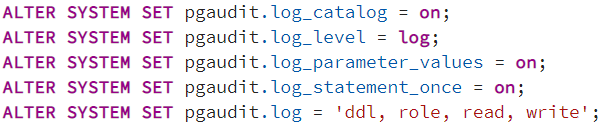 ALTER SYSTEM SET pgaudit.log_catalog = on;
ALTER SYSTEM SET pgaudit.log_level = log;
ALTER SYSTEM SET pgaudit.log_parameter_values = on;
ALTER SYSTEM SET pgaudit.log_statement_once = on;
ALTER SYSTEM SET pgaudit.log = 'ddl, role, read, write';